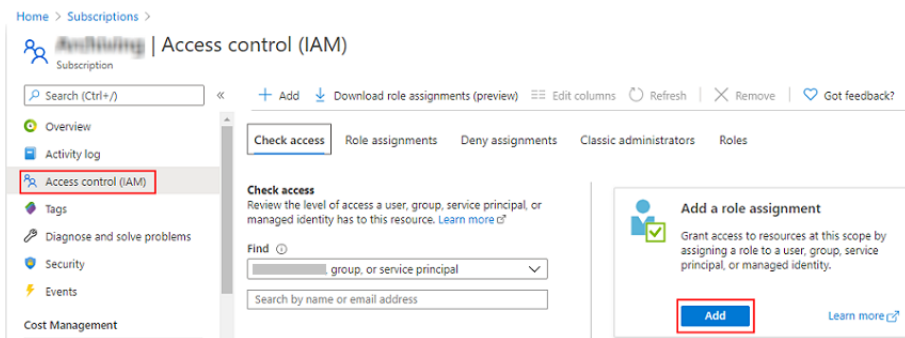 Home > Subscriptions >
| Access control (IAM)
Subscription
Search (Ctrl+/)
«
+ Add
Download role assignments (preview)
Edit columns
Refresh
Remove
Got feedback?
Overview
Activity log
Access control (IAM)
Tags
Diagnose and solve problems
Security
Events
Cost Management
Check access
Role assignments
Deny assignments
Classic administrators
Roles
Check access
Review the level of access a user, group, service principal, or
managed identity has to this resource. Learn more
Find
, group, or service principal
Search by name or email address
Add a role assignment
Grant access to resources at this scope by
assigning a role to a user, group, service
principal, or managed identity.
Add
Learn more